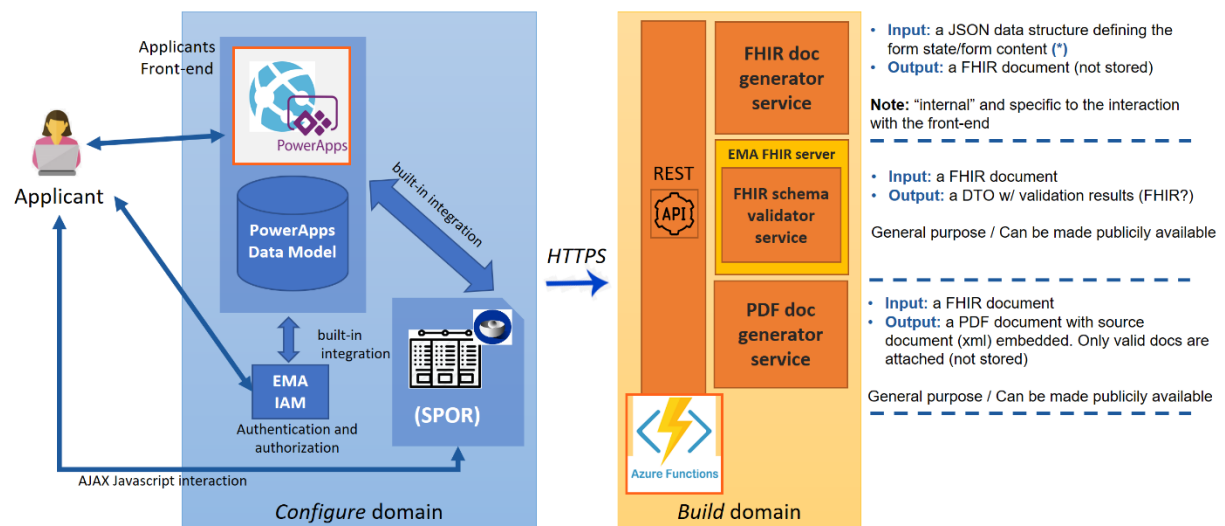 Applicants
Front-end
PowerApps
Applicant
PowerApps
Data Model
built-in integration
built-in
integration
EMA
IAM
Authentication and
authorization
(SPOR)
AJAX Javascript interaction
Configure domain
HTTPS
REST
API
FHIR doc
generator
service
EMA FHIR server
FHIR schema
validator
service
PDF doc
generator
service
Azure Functions
Build domain
• Input: a JSON data structure defining the
form state/form content (*)
• Output: a FHIR document (not stored)
Note: “internal” and specific to the interaction
with the front-end
• Input: a FHIR document
• Output: a DTO w/ validation results (FHIR?)
General purpose / Can be made publicily available
• Input: a FHIR document
• Output: a PDF document with source
document (xml) embedded. Only valid docs are
attached (not stored)
General purpose / Can be made publicily available